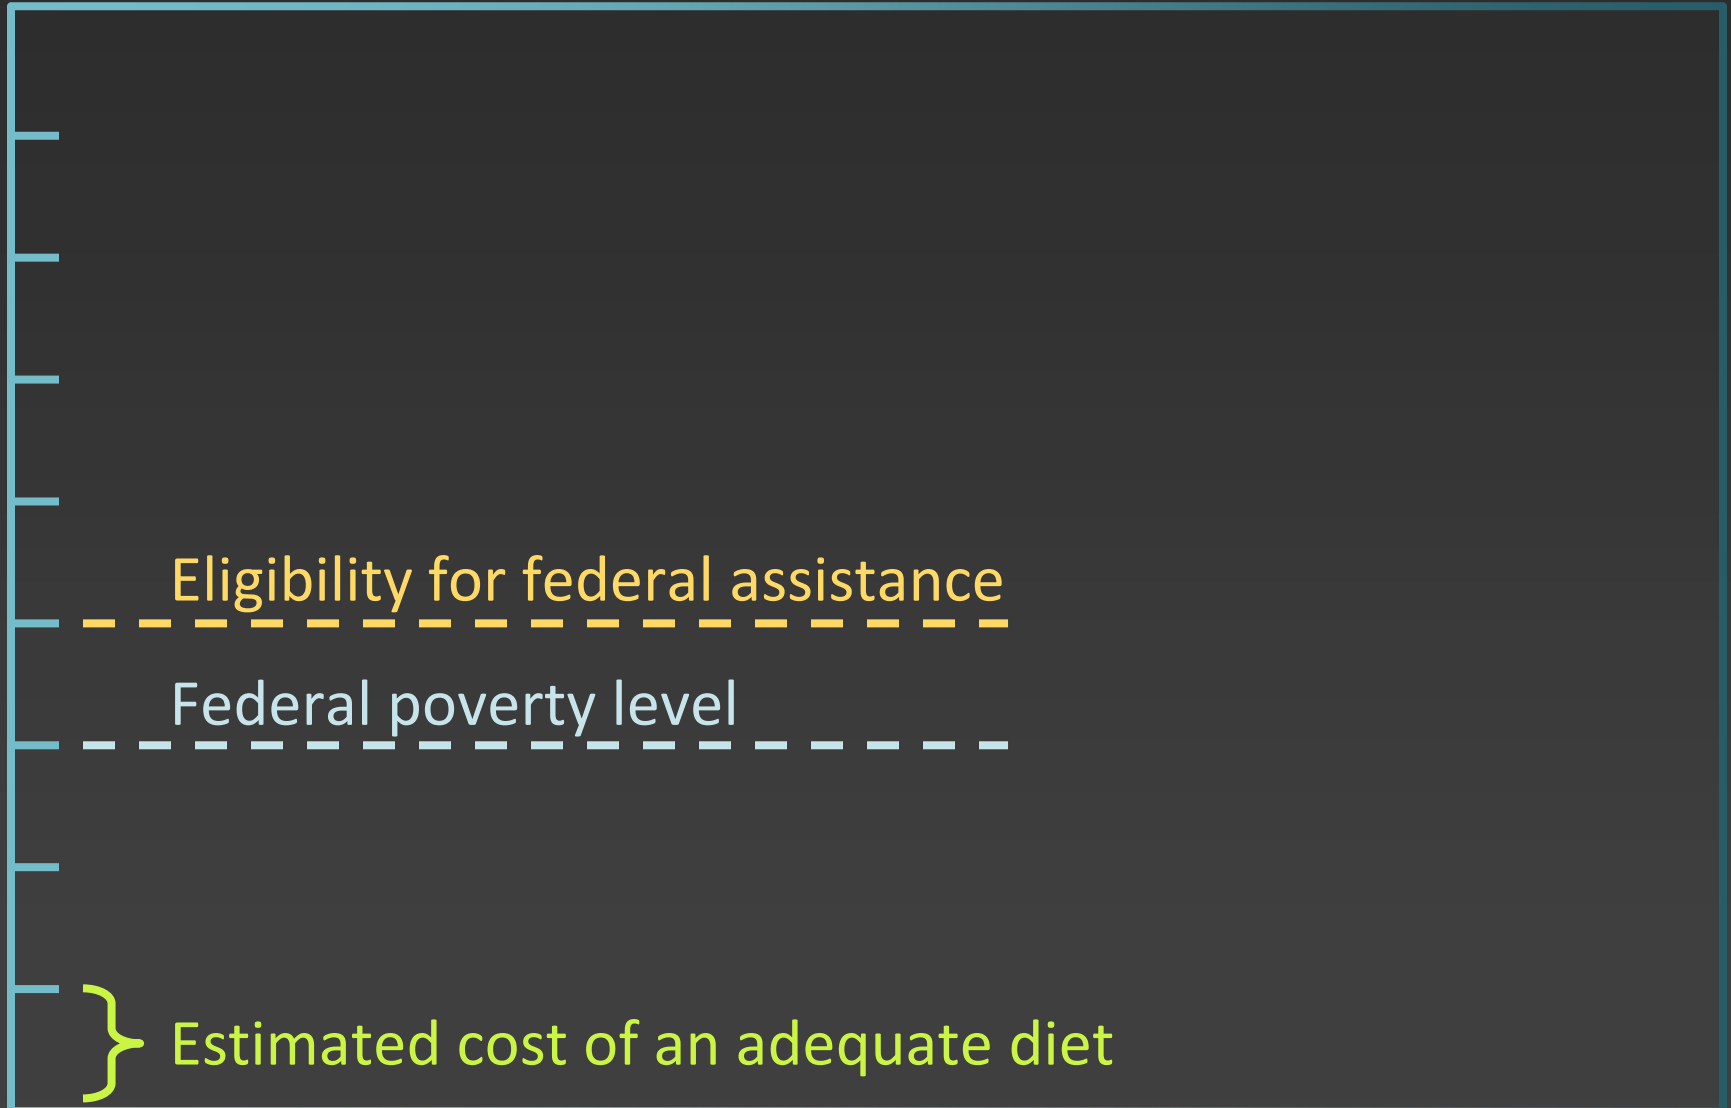 Eligibility for federal assistance
Federal poverty level
Estimated cost of an adequate diet